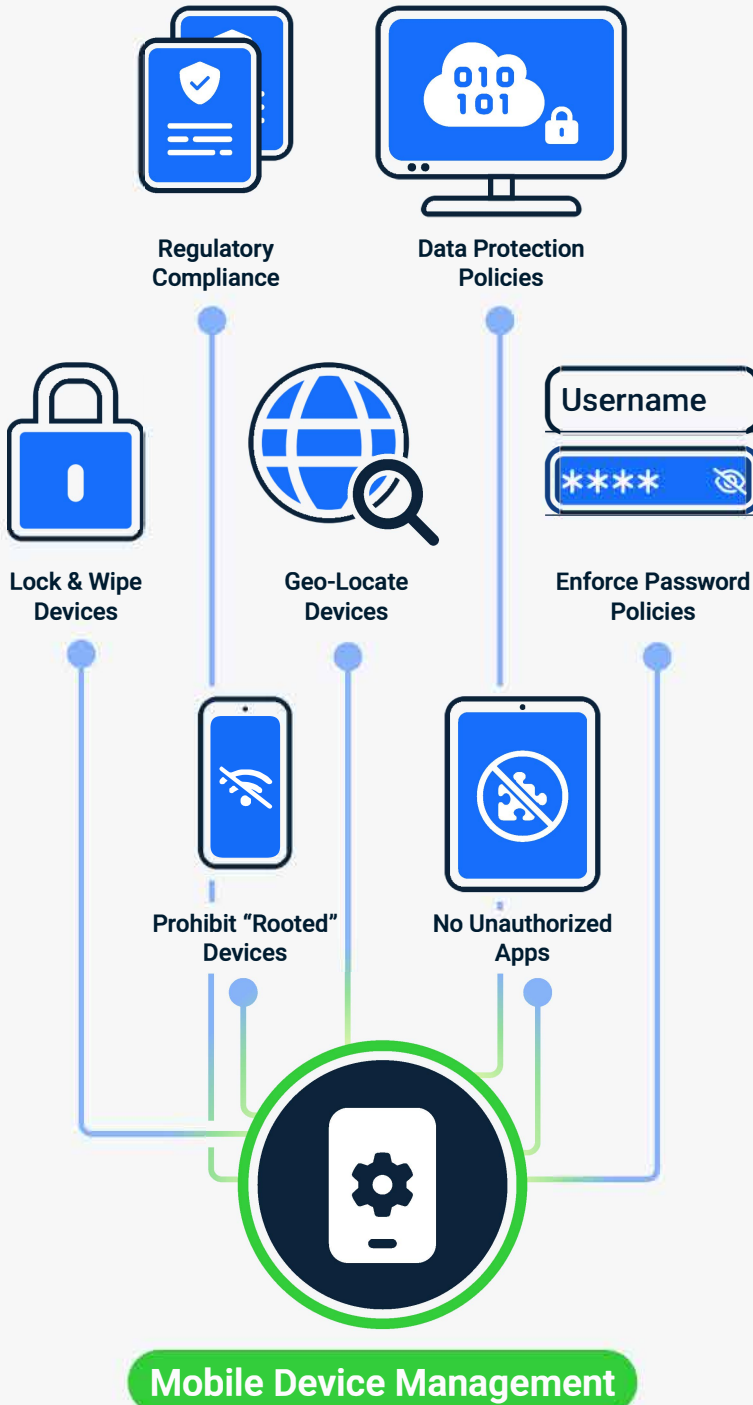 010
101
Regulatory
Compliance
Data Protection
Policies
Username
****
Lock & Wipe
Devices
Geo-Locate
Devices
Enforce Password
Policies
Prohibit “Rooted”
Devices
No Unauthorized
Apps
Mobile Device Management